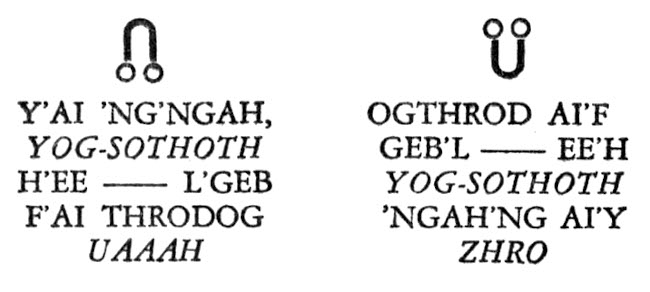 Y'AI 'NG'NGAH,
YOG-SOTHOTH
H'EE —— L'GEB
F'AI THRODOG
UAAAH
OGTHROD AI'F
GEB'L —— EE'H
YOG-SOTHOTH
'NGAH'NG AI'Y
ZHRO